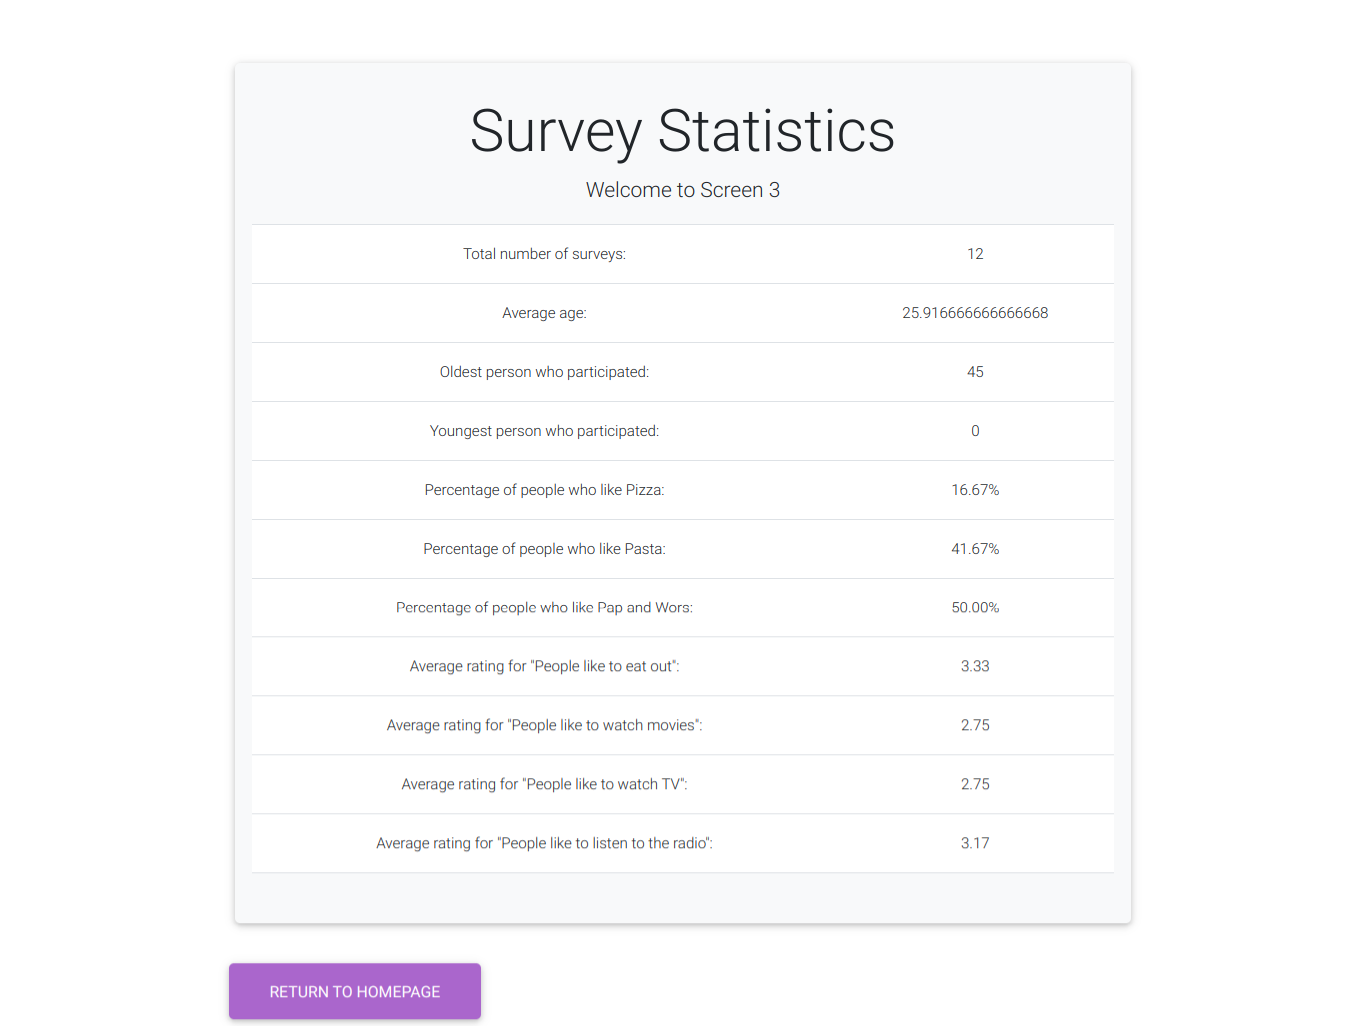 Survey Statistics
Welcome to Screen 3
Total number of surveys: 12
Average age: 25.916666666666668
Oldest person who participated: 45
Youngest person who participated: 0
Percentage of people who like Pizza: 16.67%
Percentage of people who like Pasta: 41.67%
Percentage of people who like Pap and Wors: 50.00%
Average rating for "People like to eat out": 3.33
Average rating for "People like to watch movies": 2.75
Average rating for "People like to watch TV": 2.75
Average rating for "People like to listen to the radio": 3.17
RETURN TO HOMEPAGE